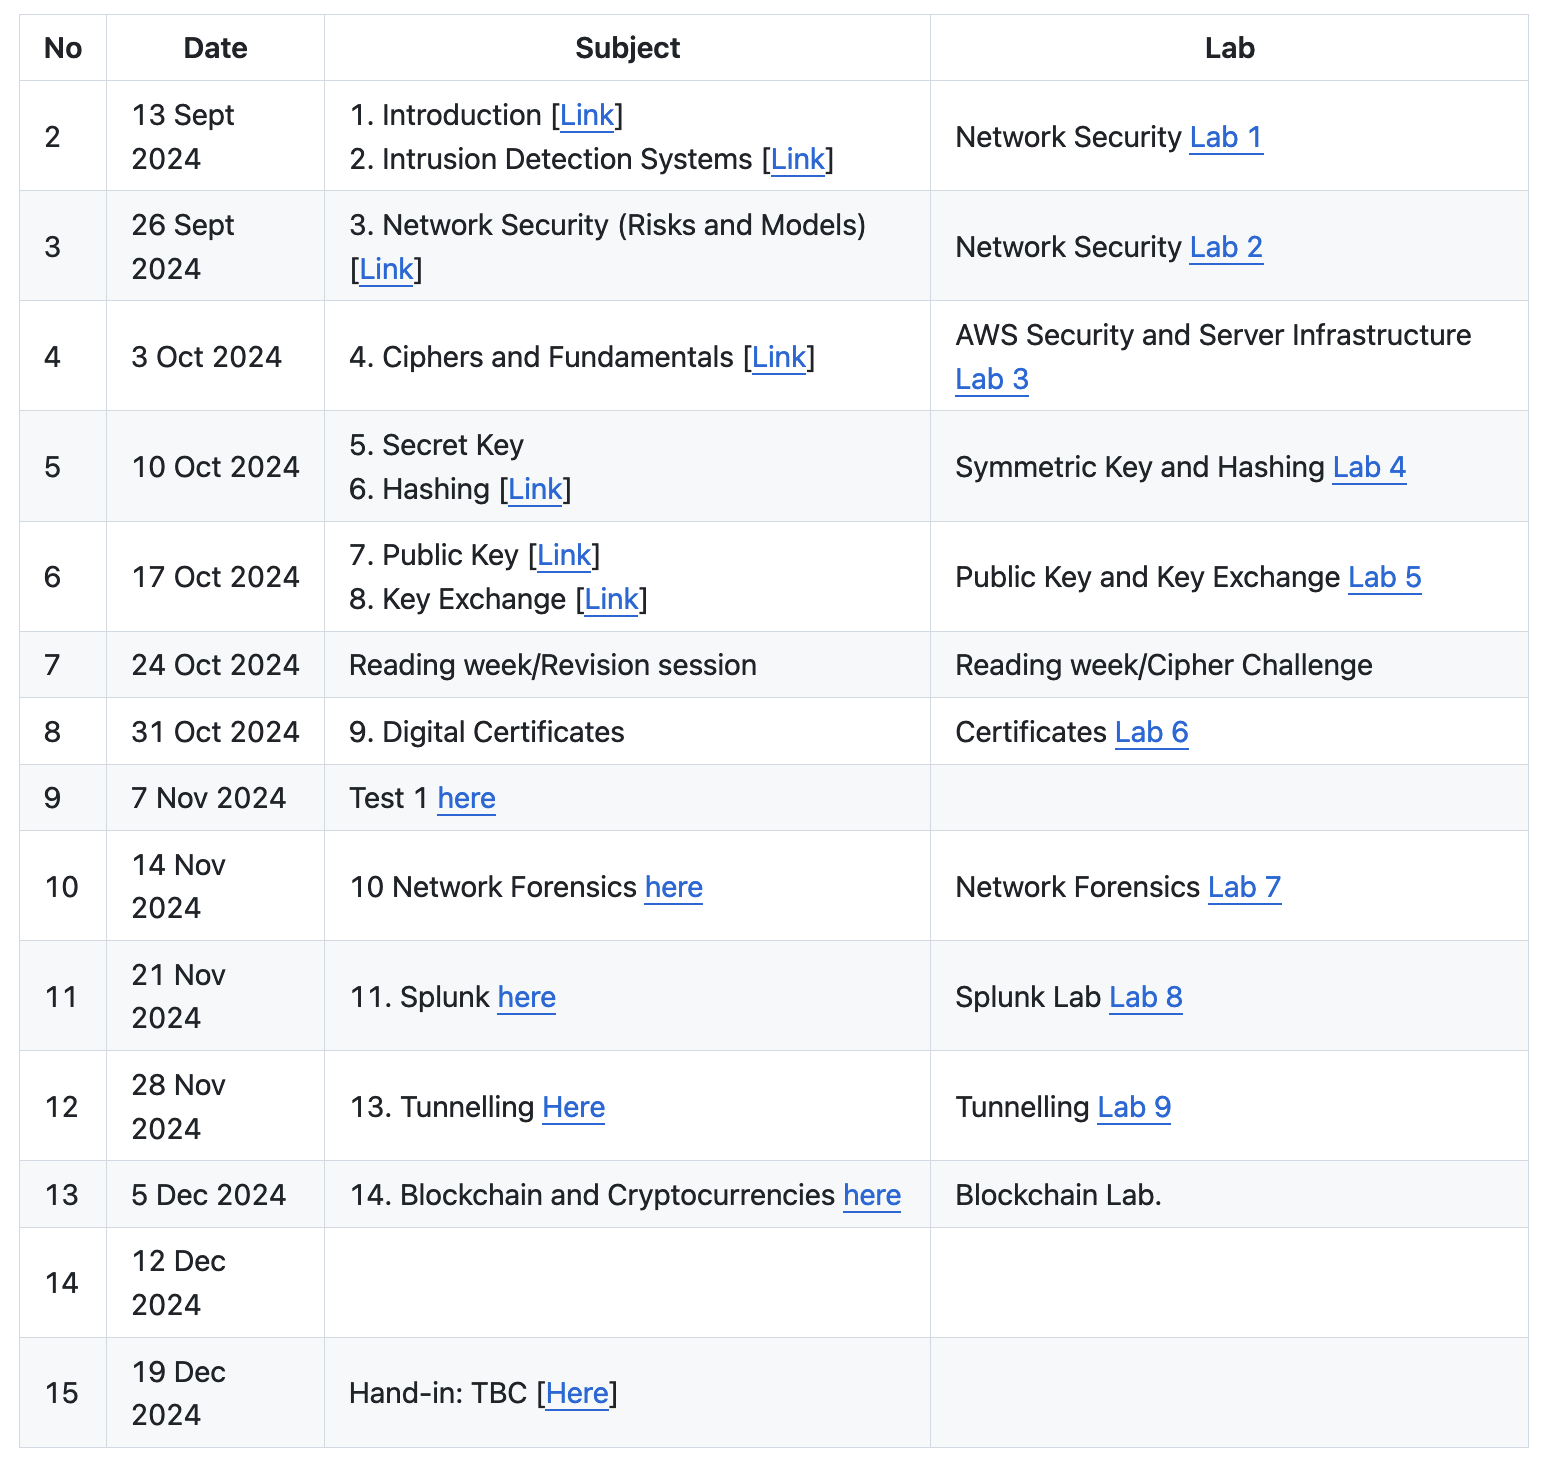 No Date Subject Lab
2
13 Sept
2024
1. Introduction [Link]
2. Intrusion Detection Systems [Link]
Network Security Lab 1
3
26 Sept
2024
3. Network Security (Risks and Models)
[Link]
Network Security Lab 2
4
3 Oct 2024
4. Ciphers and Fundamentals [Link]
AWS Security and Server Infrastructure
Lab 3
5
10 Oct 2024
5. Secret Key
6. Hashing [Link]
Symmetric Key and Hashing Lab 4
6
17 Oct 2024
7. Public Key [Link]
8. Key Exchange [Link]
Public Key and Key Exchange Lab 5
7
24 Oct 2024
Reading week/Revision session
Reading week/Cipher Challenge
8
31 Oct 2024
9. Digital Certificates
Certificates Lab 6
9
7 Nov 2024
Test 1 here
10
14 Nov
2024
10 Network Forensics here
Network Forensics Lab 7
11
21 Nov
2024
11. Splunk here
Splunk Lab Lab 8
12
28 Nov
2024
13. Tunnelling Here
Tunnelling Lab 9
13
5 Dec 2024
14. Blockchain and Cryptocurrencies here
Blockchain Lab.
14
12 Dec
2024
15
19 Dec
2024
Hand-in: TBC [Here]